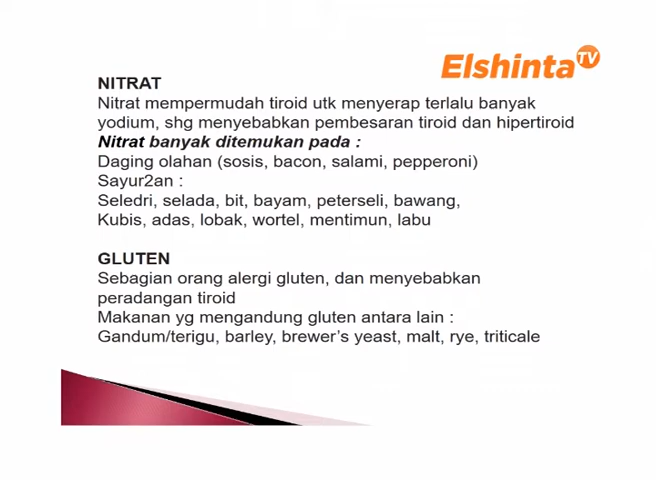 Elshinta TV
NITRAT
Nitrat mempermudah tiroid utk menyerap terlalu banyak
yodium, shg menyebabkan pembesaran tiroid dan hipertiroid
Nitrat banyak ditemukan pada :
Daging olahan (sosis, bacon, salami, pepperoni)
Sayur2an :
Seledri, selada, bit, bayam, peterseli, bawang,
Kubis, adas, lobak, wortel, mentimun, labu
GLUTEN
Sebagian orang alergi gluten, dan menyebabkan
peradangan tiroid
Makanan yg mengandung gluten antara lain :
Gandum/terigu, barley, brewer's yeast, malt, rye, triticale